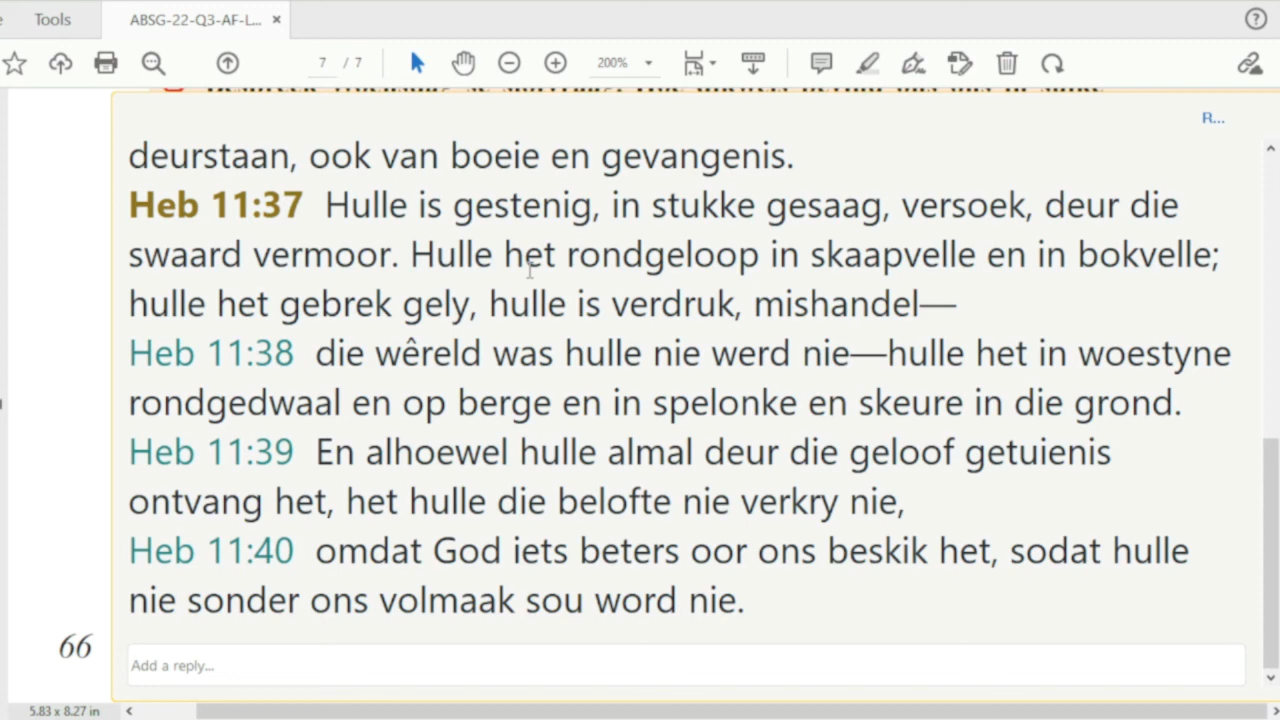 Tools
ABSG-22-Q3-AF-L... ×
7 / 7
200%
R...
deurstaan, ook van boeie en gevangenis.
Heb 11:37 Hulle is gestenig, in stukke gesaag, versoek, deur die
swaard vermoor. Hulle het rondgeloop in skaapvelle en in bokvelle;
hulle het gebrek gely, hulle is verdruk, mishandel—
Heb 11:38 die wêreld was hulle nie werd nie—hulle het in woestyne
rondgedwaal en op berge en in spelonke en skeure in die grond.
Heb 11:39 En alhoewel hulle almal deur die geloof getuienis
ontvang het, het hulle die belofte nie verkry nie,
Heb 11:40 omdat God iets beters oor ons beskik het, sodat hulle
nie sonder ons volmaak sou word nie.
66
Add a reply...
5.83 x 8.27 in